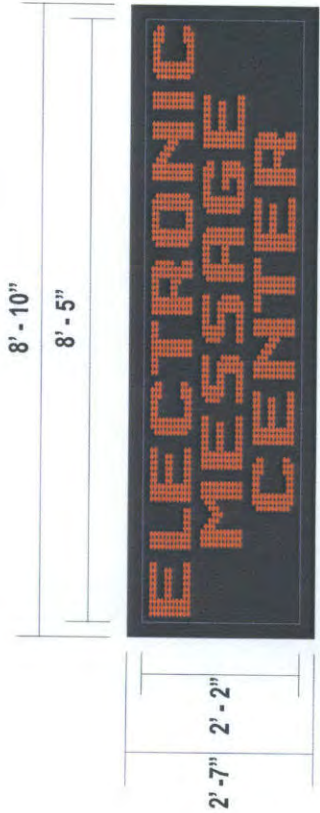 8' - 10"
8' - 5"
ELECTRONIC
MESSAGE
CENTER
2' - 2"
2' -7"